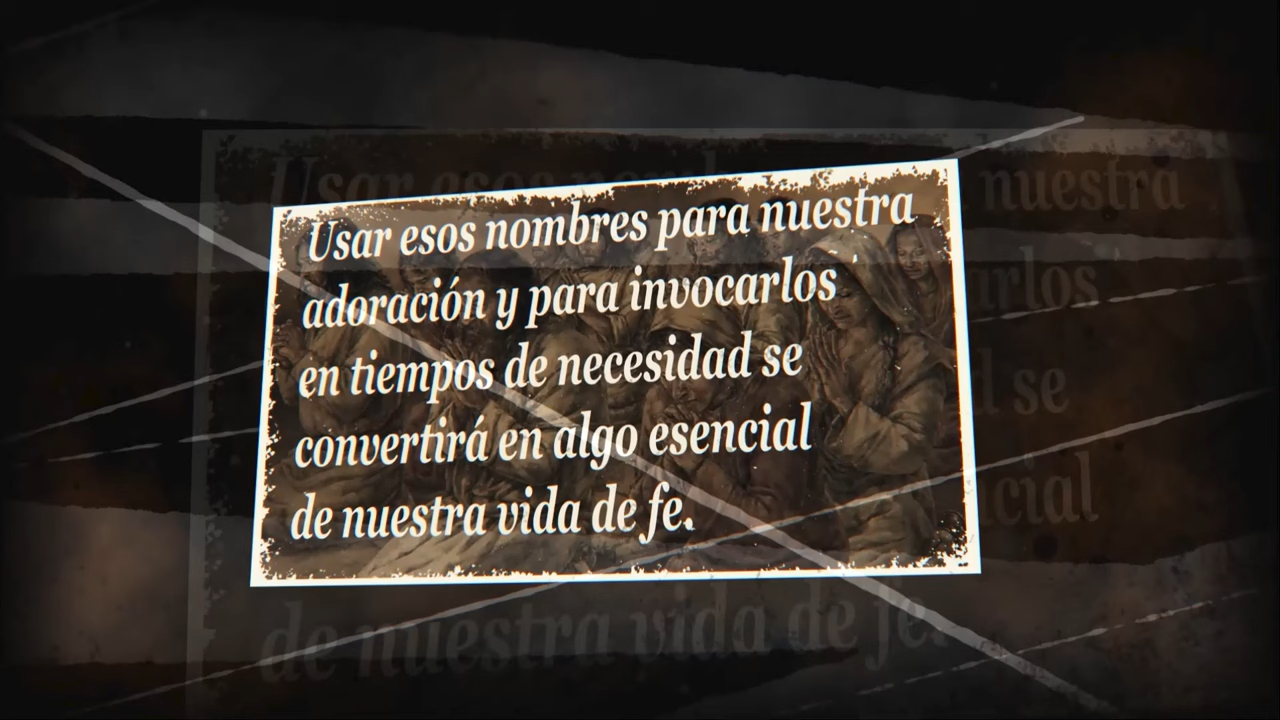 Usar esos nombres para nuestra
adoración y para invocarlos
en tiempos de necesidad se
convertirá en algo esencial
de nuestra vida de fe.